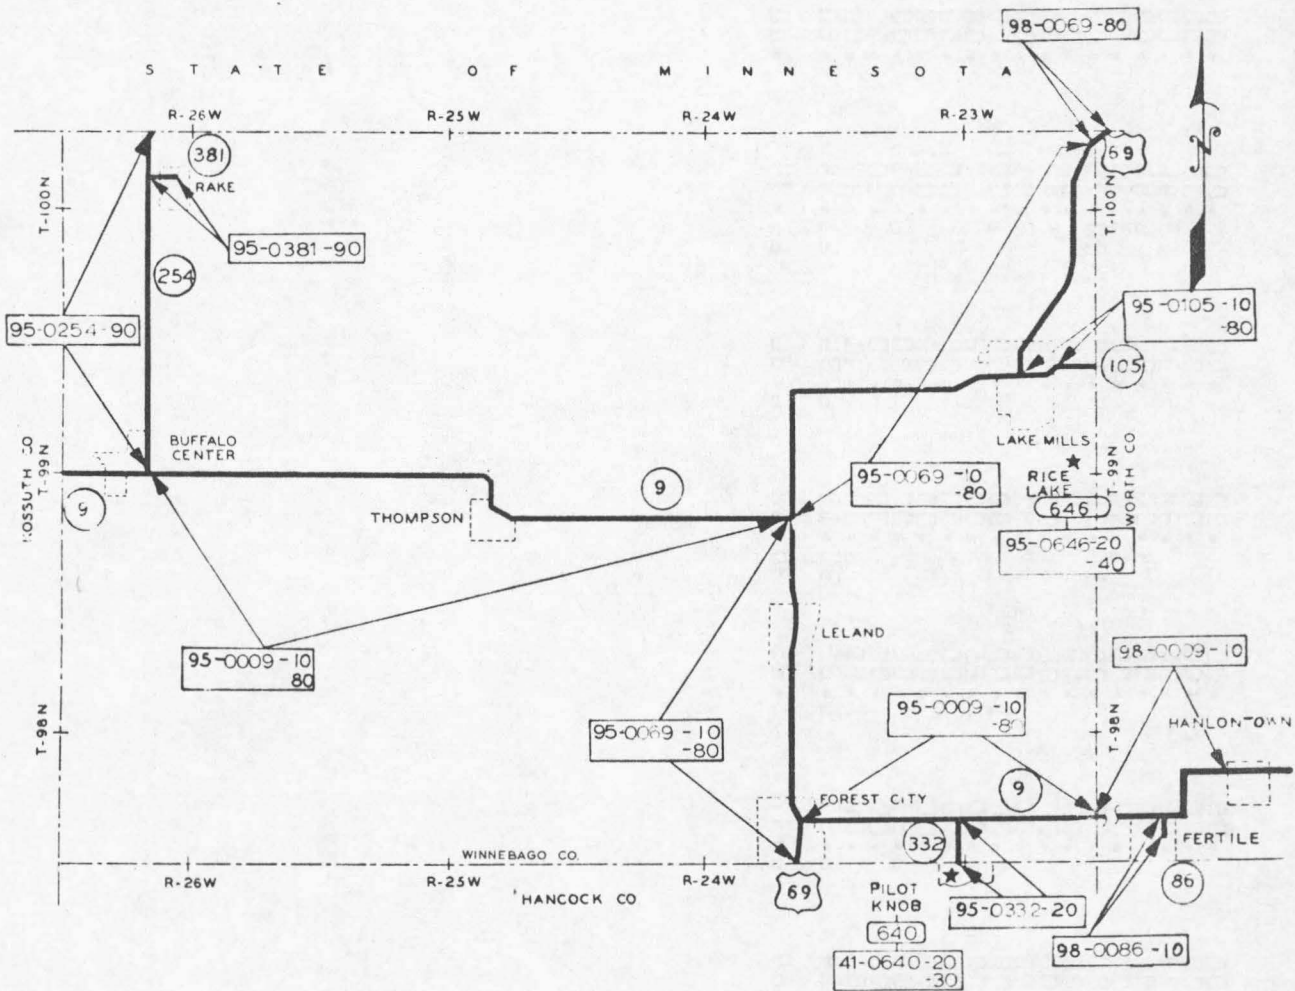 98-0069-80
STATE OF MINNESOTA
R-26W
R-25W
R-24W
R-23W
69
381
RAKE
T-100N
T-100N
95-0381-90
254
95-0254-90
95-0105-10
-80
105
BUFFALO
CENTER
LAKE MILLS
KOSSUTH CO
T-99N
9
THOMPSON
9
95-0069-10
-80
RICE
LAKE
646
T-99N
WORTH CO
95-0646-20
-40
LELAND
95-0009-10
80
98-0009-10
95-0009-10
-80
95-0069-10
-80
T-98N
T-98N
HANLONTOWN
FOREST CITY
9
332
FERTILE
WINNEBAGO CO.
R-26W
R-25W
R-24W
HANCOCK CO
69
PILOT
KNOB
640
95-0332-20
86
41-0640-20
-30
98-0086-10